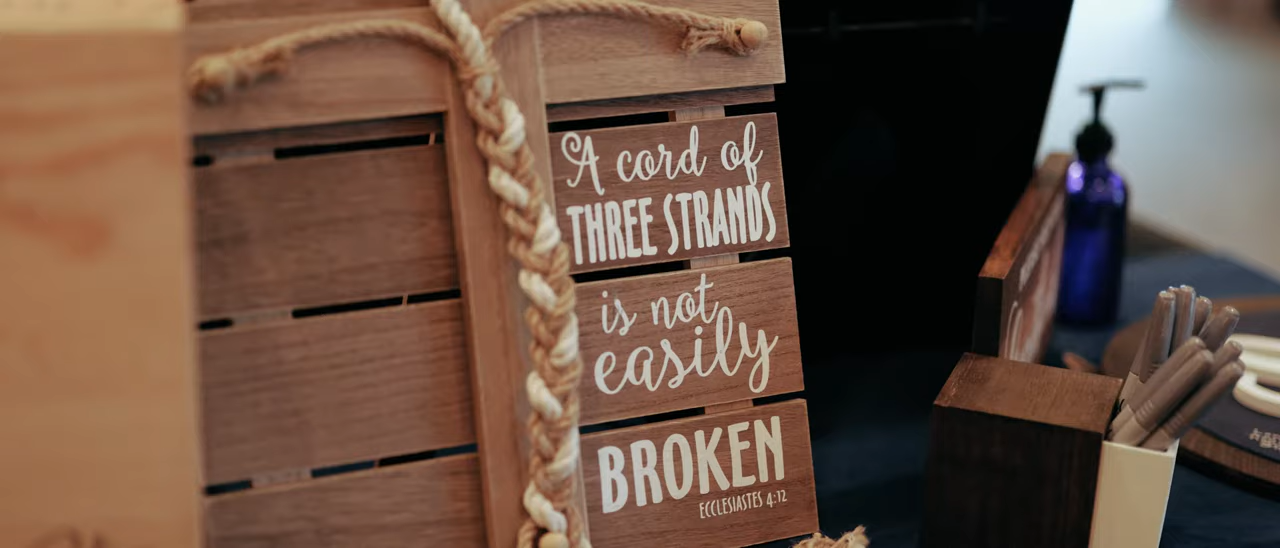 A cord of
THREE STRANDS
is not
easily
BROKEN
ECCLESIASTES 4:12